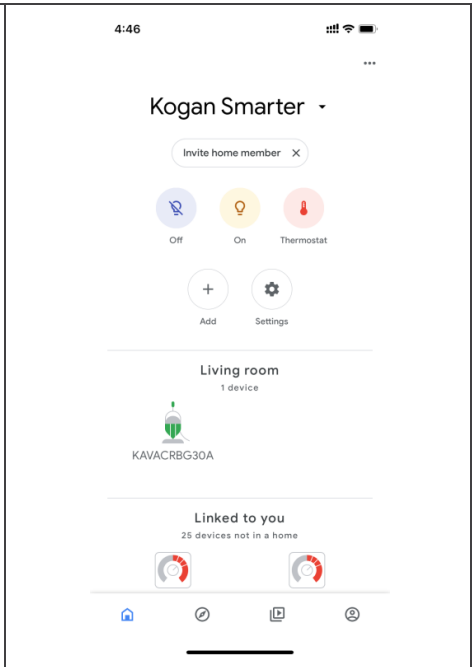 4:46
Kogan Smarter
Invite home member
Off On Thermostat
Add Settings
Living room
1 device
KAVACRBG30A
Linked to you
25 devices not in a home